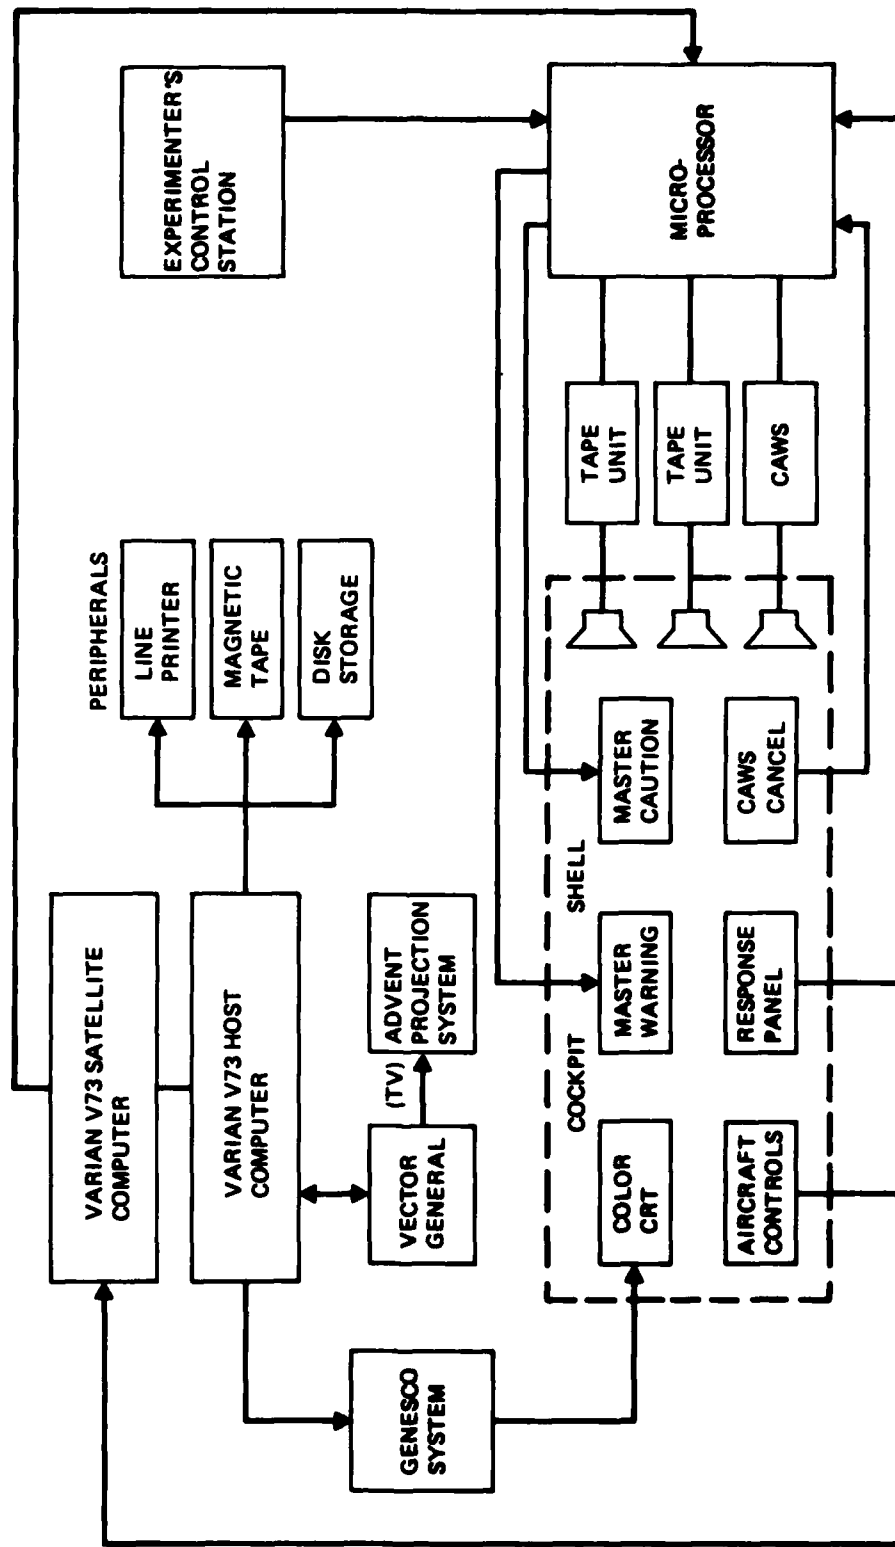 VARIAN V73 SATELLITE
COMPUTER
VARIAN V73 HOST
COMPUTER
PERIPHERALS
LINE
PRINTER
MAGNETIC
TAPE
DISK
STORAGE
EXPERIMENTER'S
CONTROL
STATION
GENESCO
SYSTEM
VECTOR
GENERAL
(TV)
ADVENT
PROJECTION
SYSTEM
COCKPIT SHELL
COLOR
CRT
MASTER
WARNING
MASTER
CAUTION
AIRCRAFT
CONTROLS
RESPONSE
PANEL
CAWS
CANCEL
TAPE
UNIT
TAPE
UNIT
CAWS
MICRO-
PROCESSOR